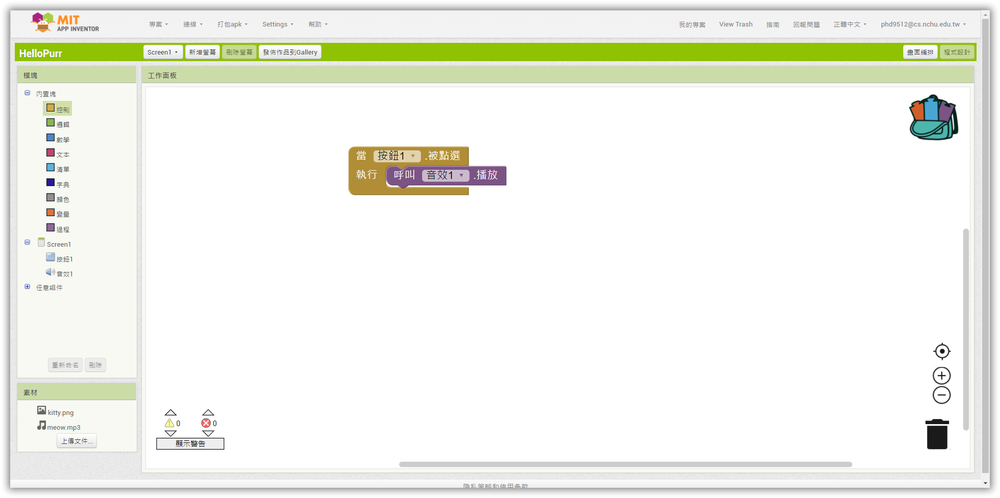 MIT
APP INVENTOR
專案 連線 打包apk Settings 幫助 我的專案 View Trash 指南 回報問題 正體中文 phd9512@cs.nchu.edu.tw
HelloPurr Screen1 新增螢幕 刪除螢幕 發佈作品到Gallery 畫面編排 程式設計
模塊
內置塊
控制
邏輯
數學
文本
清單
字典
顏色
變量
過程
Screen1
按鈕1
音效1
任意組件
重新命名 刪除
素材
kitty.png
meow.mp3
上傳文件...
工作面板
當 按鈕1 .被點選
執行 呼叫 音效1 .播放
0 0
顯示警告
隐私策略和使用条款